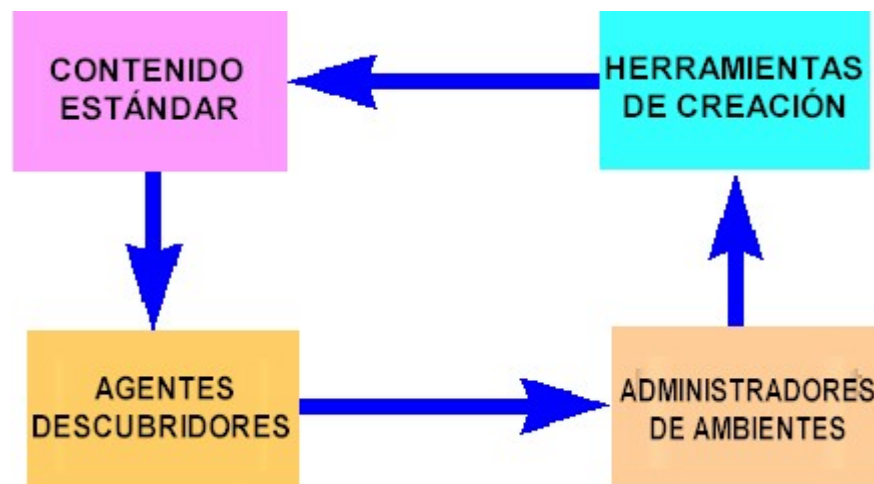 CONTENIDO
ESTÁNDAR
HERRAMIENTAS
DE CREACIÓN
AGENTES
DESCUBRIDORES
ADMINISTRADORES
DE AMBIENTES